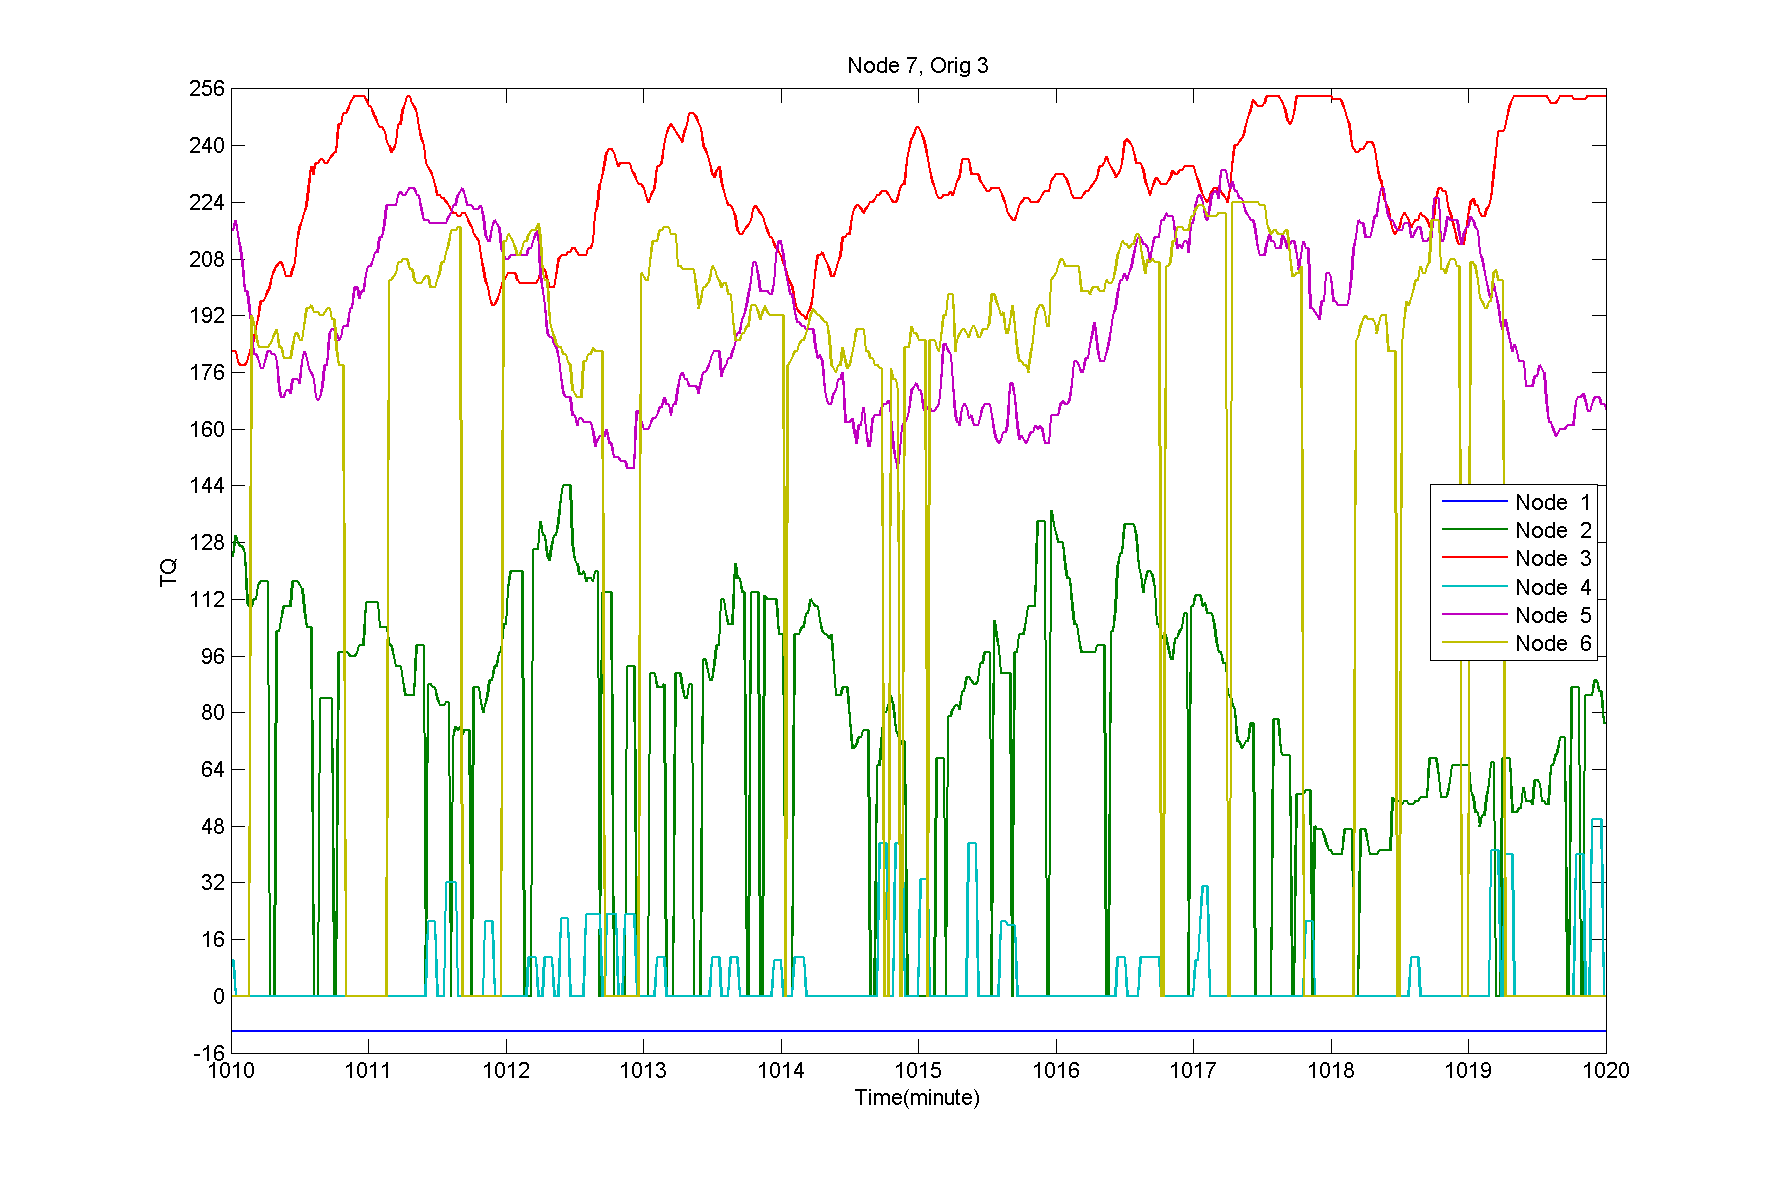 Node 7, Orig 3
256
240
224
208
192
176
160
144
128
112
96
80
64
48
32
16
0
-16
TQ
Node 1
Node 2
Node 3
Node 4
Node 5
Node 6
1010 1011 1012 1013 1014 1015 1016 1017 1018 1019 1020
Time(minute)